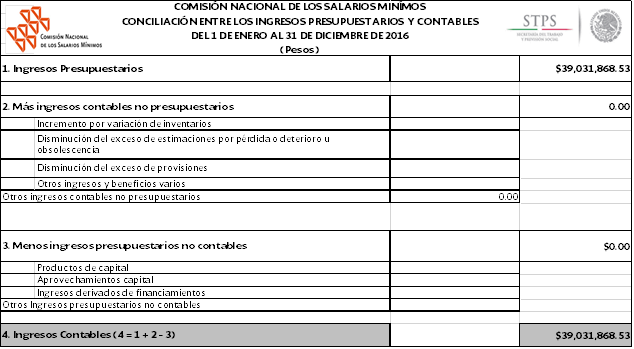 COMISIÓN NACIONAL DE LOS SALARIOS MINÍMOS
CONCILIACIÓN ENTRE LOS INGRESOS PRESUPUESTARIOS Y CONTABLES
DEL 1 DE ENERO AL 31 DE DICIEMBRE DE 2016
(Pesos)
COMISIÓN NACIONAL
DE LOS SALARIOS MÍNIMOS
STPS
SECRETARÍA DEL TRABAJO
Y PREVISIÓN SOCIAL
1. Ingresos Presupuestarios $39,031,868.53
2. Más ingresos contables no presupuestarios 0.00
Incremento por variación de inventarios
Disminución del exceso de estimaciones por pérdida o deterioro u
obsolescencia
Disminución del exceso de provisiones
Otros ingresos y beneficios varios
Otros ingresos contables no presupuestarios 0.00
3. Menos ingresos presupuestarios no contables $0.00
Productos de capital
Aprovechamientos capital
Ingresos derivados de financiamientos
Otros Ingresos presupuestarios no contables
4. Ingresos Contables (4 = 1 + 2 - 3) $39,031,868.53